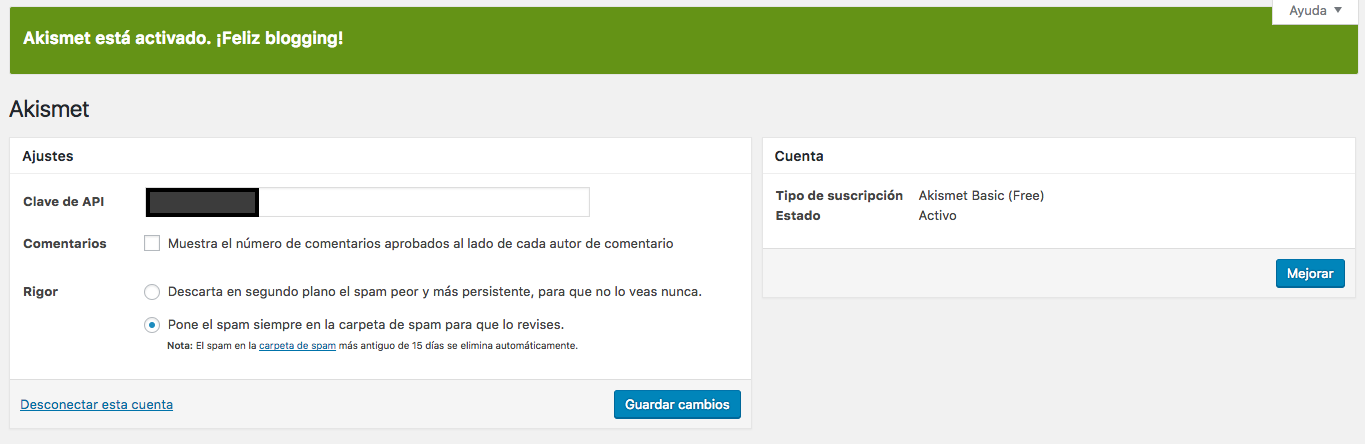 Ayuda ▼
Akismet está activado. ¡Feliz blogging!
Akismet
Ajustes
Clave de API
Comentarios
Muestra el número de comentarios aprobados al lado de cada autor de comentario
Rigor
Descarta en segundo plano el spam peor y más persistente, para que no lo veas nunca.
Pone el spam siempre en la carpeta de spam para que lo revises.
Nota: El spam en la carpeta de spam más antiguo de 15 días se elimina automáticamente.
Desconectar esta cuenta
Guardar cambios
Cuenta
Tipo de suscripción Akismet Basic (Free)
Estado Activo
Mejorar